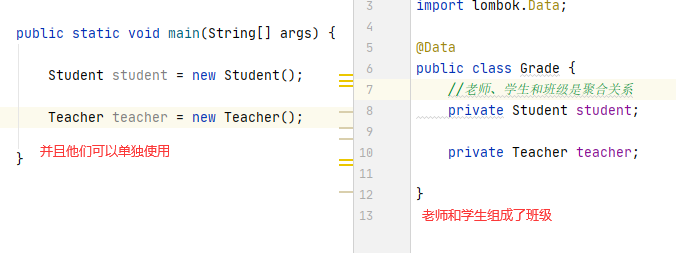 public static void main(String[] args) {
Student student = new Student();
Teacher teacher = new Teacher();
}
并且他们可以单独使用
3
import lombok.Data;
4
5
@Data
6
public class Grade {
7
//老师、学生和班级是聚合关系
8
private Student student;
9
10
private Teacher teacher;
11
12
}
13
老师和学生组成了班级